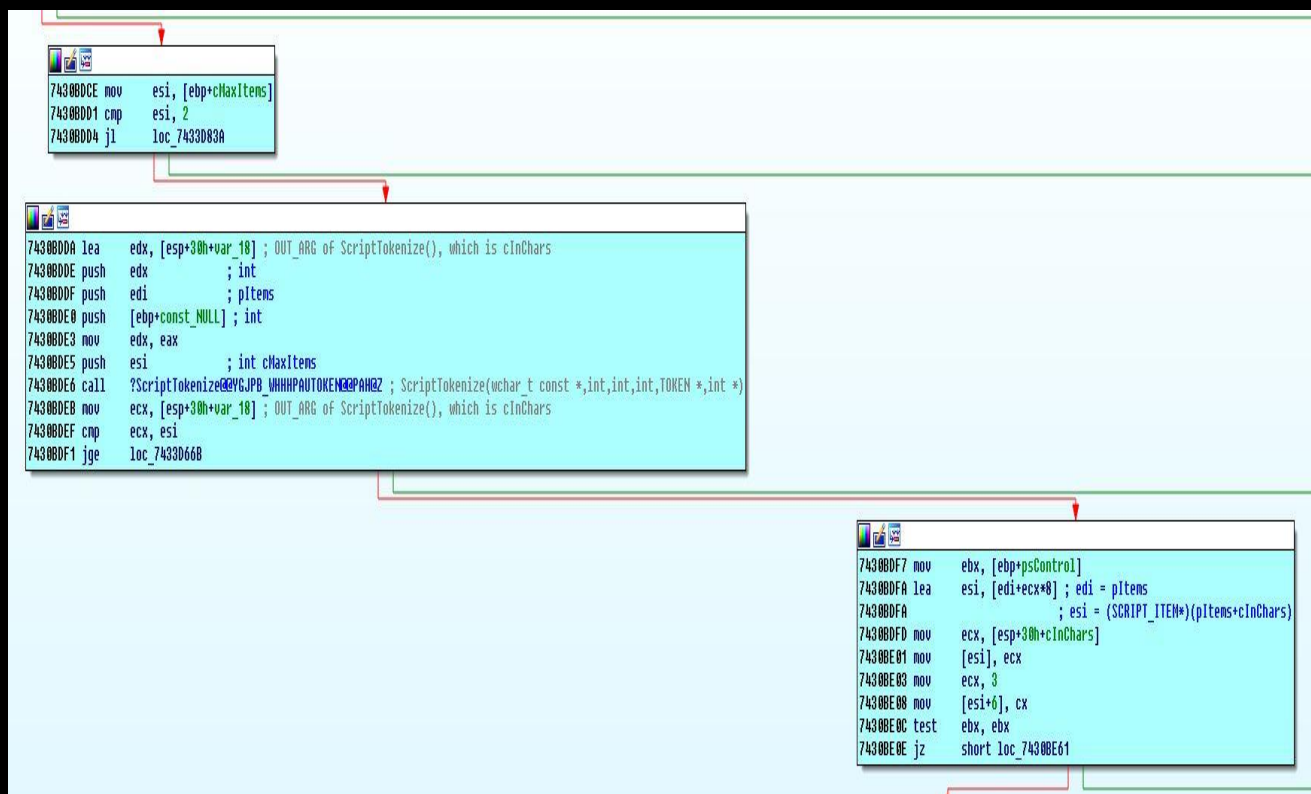 7430BDCE mov esi, [ebp+cMaxItems]
7430BDD1 cmp esi, 2
7430BDD4 jl loc_7433D83A
7430BDDA lea edx, [esp+30h+var_18] ; OUT_ARG of ScriptTokenize(), which is cInChars
7430BDDE push edx ; int
7430BDDF push edi ; pItems
7430BDE0 push [ebp+const_NULL] ; int
7430BDE3 mov edx, eax
7430BDE5 push esi ; int cMaxItems
7430BDE6 call ?ScriptTokenize@@YGJPB_WHHHPAUTOKEN@@PAH@Z ; ScriptTokenize(wchar_t const *,int,int,int,TOKEN *,int *)
7430BDEB mov ecx, [esp+30h+var_18] ; OUT_ARG of ScriptTokenize(), which is cInChars
7430BDEF cmp ecx, esi
7430BDF1 jge loc_7433D66B
7430BDF7 mov ebx, [ebp+psControl]
7430BDFA lea esi, [edi+ecx*8] ; edi = pItems
7430BDFA ; esi = (SCRIPT_ITEM*)(pItems+cInChars)
7430BDFD mov ecx, [esp+30h+cInChars]
7430BE01 mov [esi], ecx
7430BE03 mov ecx, 3
7430BE08 mov [esi+6], cx
7430BE0C test ebx, ebx
7430BE0E jz short loc_7430BE61